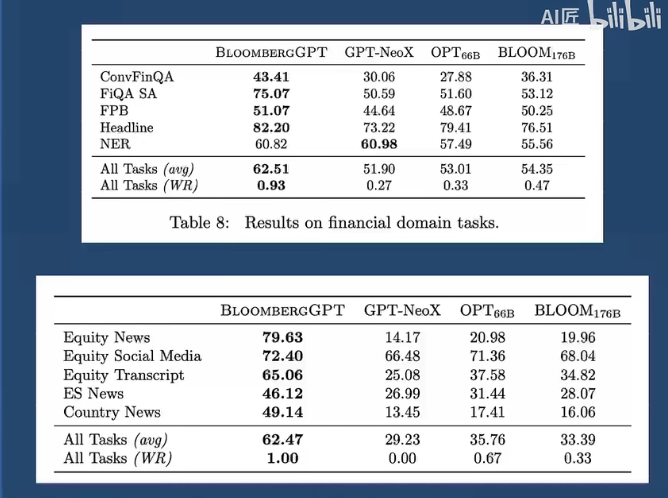 AI匠 bilibili
BLOOMBERGGPT GPT-NeoX OPT66B BLOOM176B
ConvFinQA 43.41 30.06 27.88 36.31
FiQA SA 75.07 50.59 51.60 53.12
FPB 51.07 44.64 48.67 50.25
Headline 82.20 73.22 79.41 76.51
NER 60.82 60.98 57.49 55.56
All Tasks (avg) 62.51 51.90 53.01 54.35
All Tasks (WR) 0.93 0.27 0.33 0.47
Table 8: Results on financial domain tasks.
BLOOMBERGGPT GPT-NeoX OPT66B BLOOM176B
Equity News 79.63 14.17 20.98 19.96
Equity Social Media 72.40 66.48 71.36 68.04
Equity Transcript 65.06 25.08 37.58 34.82
ES News 46.12 26.99 31.44 28.07
Country News 49.14 13.45 17.41 16.06
All Tasks (avg) 62.47 29.23 35.76 33.39
All Tasks (WR) 1.00 0.00 0.67 0.33